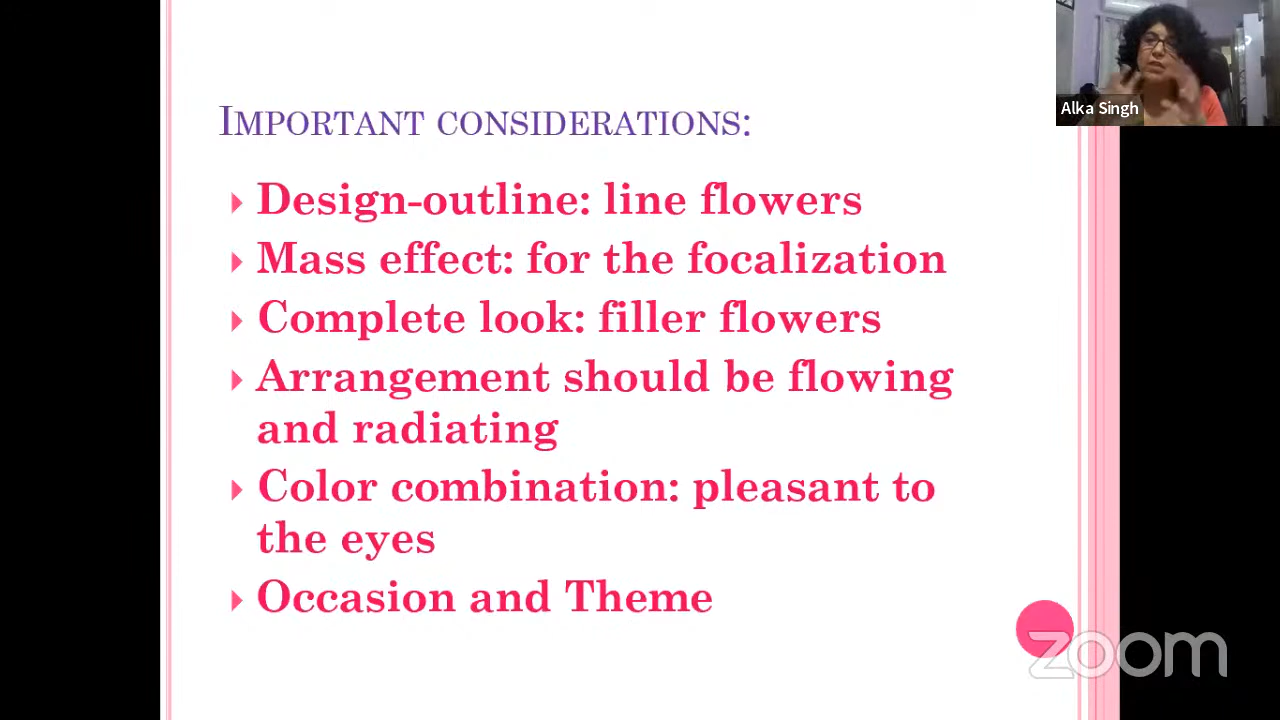 IMPORTANT CONSIDERATIONS:
Design-outline: line flowers
Mass effect: for the focalization
Complete look: filler flowers
Arrangement should be flowing
and radiating
Color combination: pleasant to
the eyes
Occasion and Theme
Alka Singh
zoom